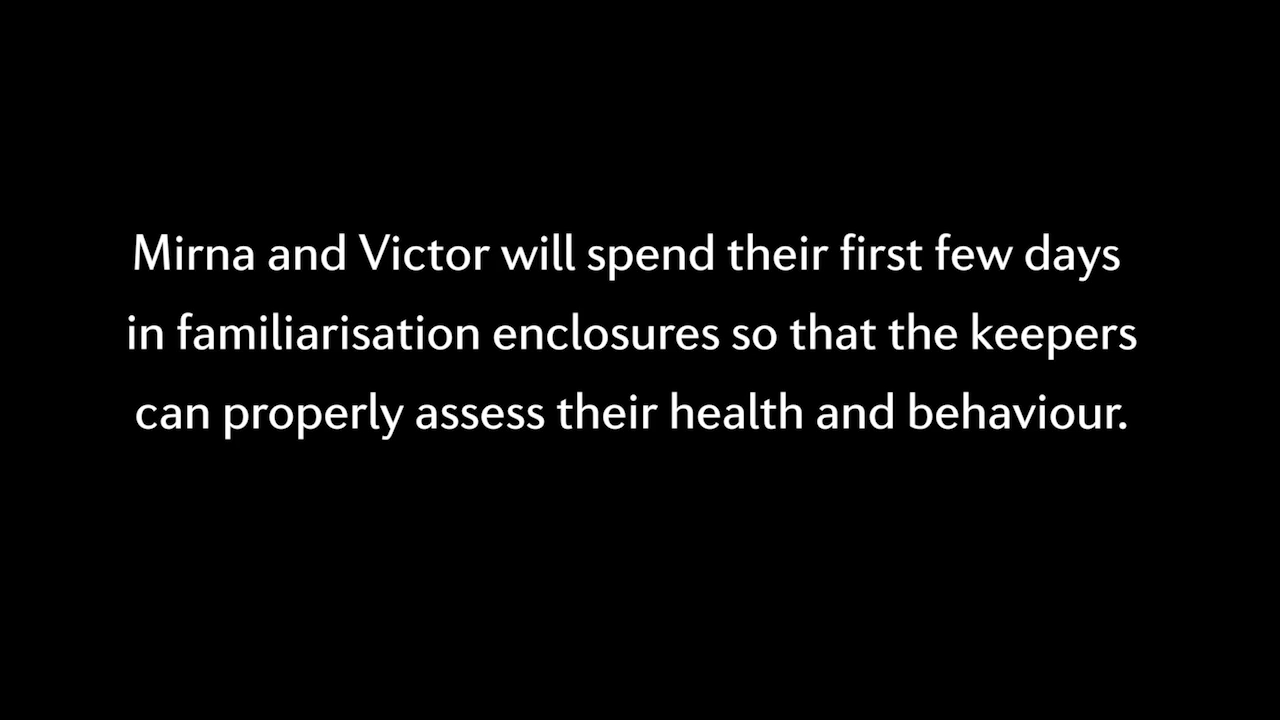 Mirna and Victor will spend their first few days
in familiarisation enclosures so that the keepers
can properly assess their health and behaviour.